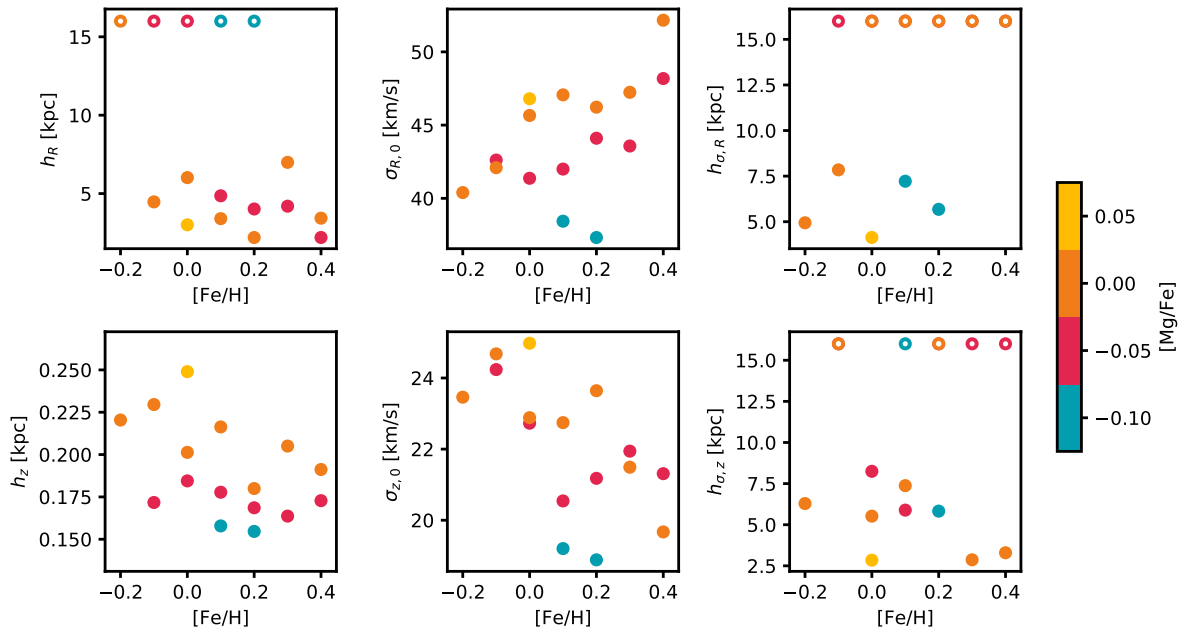 15
10
5
h_R [kpc]
−0.2 0.0 0.2 0.4
[Fe/H]
50
45
40
σ_{R,0} [km/s]
−0.2 0.0 0.2 0.4
[Fe/H]
15.0
12.5
10.0
7.5
5.0
h_{σ,R} [kpc]
−0.2 0.0 0.2 0.4
[Fe/H]
0.250
0.225
0.200
0.175
0.150
h_z [kpc]
−0.2 0.0 0.2 0.4
[Fe/H]
24
22
20
σ_{z,0} [km/s]
−0.2 0.0 0.2 0.4
[Fe/H]
15.0
12.5
10.0
7.5
5.0
2.5
h_{σ,z} [kpc]
−0.2 0.0 0.2 0.4
[Fe/H]
0.05
0.00
−0.05
−0.10
[Mg/Fe]